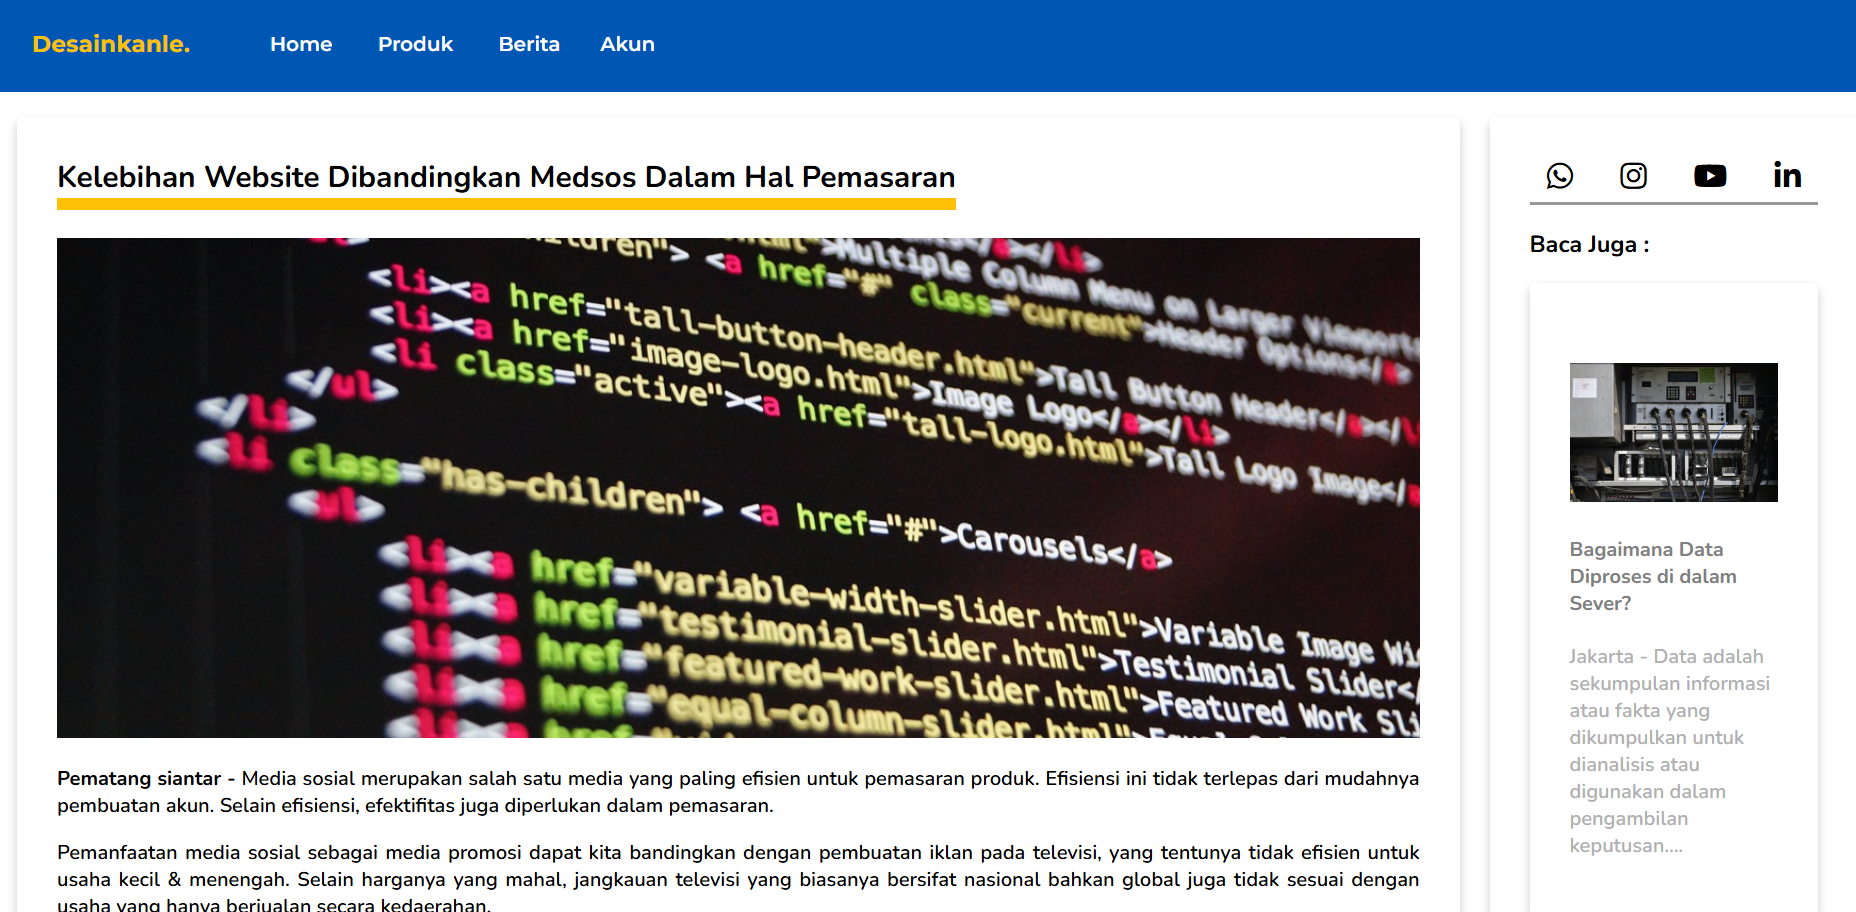 Desainkanle.
Home Produk Berita Akun
Kelebihan Website Dibandingkan Medsos Dalam Hal Pemasaran
<li><a href="tall-button-header.html">Tall Button Header</a></l
<li><a href="image-logo.html">Image Logo</a></li>
<li class="active"><a href="tall-logo.html">Tall Logo Image</a
</ul>
</li>
<li class="has-children"> <a href="#">Carousels</a>
<ul>
<li><a href="variable-width-slider.html">Variable Image Wi
<li><a href="testimonial-slider.html">Testimonial Slider</
<li><a href="featured-work-slider.html">Featured Work Sli
<li><a href="equal-column-slider.html">
Pematang siantar - Media sosial merupakan salah satu media yang paling efisien untuk pemasaran produk. Efisiensi ini tidak terlepas dari mudahnya
pembuatan akun. Selain efisiensi, efektifitas juga diperlukan dalam pemasaran.
Pemanfaatan media sosial sebagai media promosi dapat kita bandingkan dengan pembuatan iklan pada televisi, yang tentunya tidak efisien untuk
usaha kecil & menengah. Selain harganya yang mahal, jangkauan televisi yang biasanya bersifat nasional bahkan global juga tidak sesuai dengan
usaha yang hanya berjualan secara kedaerahan.
Baca Juga :
Bagaimana Data
Diproses di dalam
Sever?
Jakarta - Data adalah
sekumpulan informasi
atau fakta yang
dikumpulkan untuk
dianalisis atau
digunakan dalam
pengambilan
keputusan....